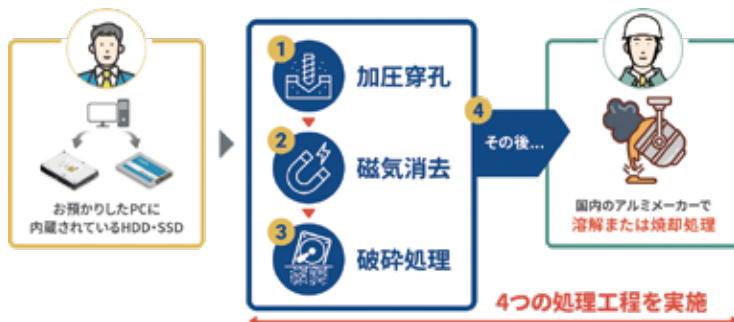 お預かりしたPCに
内蔵されているHDD・SSD
1
加圧穿孔
2
磁気消去
3
破砕処理
4
その後...
国内のアルミメーカーで
溶解または焼却処理
4つの処理工程を実施